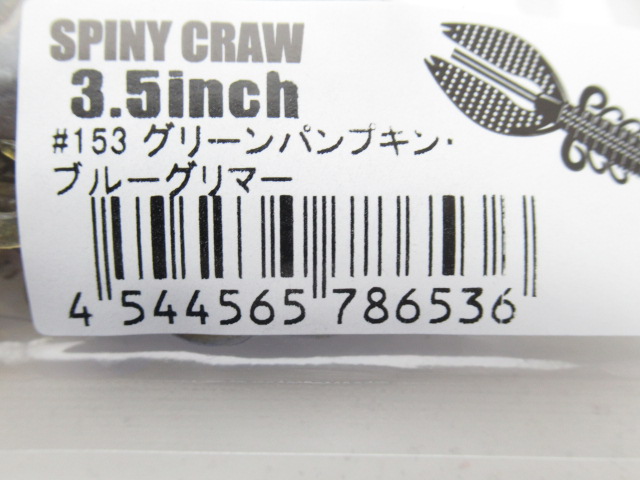 SPINY CRAW
3.5inch
#153 グリーンパンプキン・
ブルーグリマー
4 544565 786536